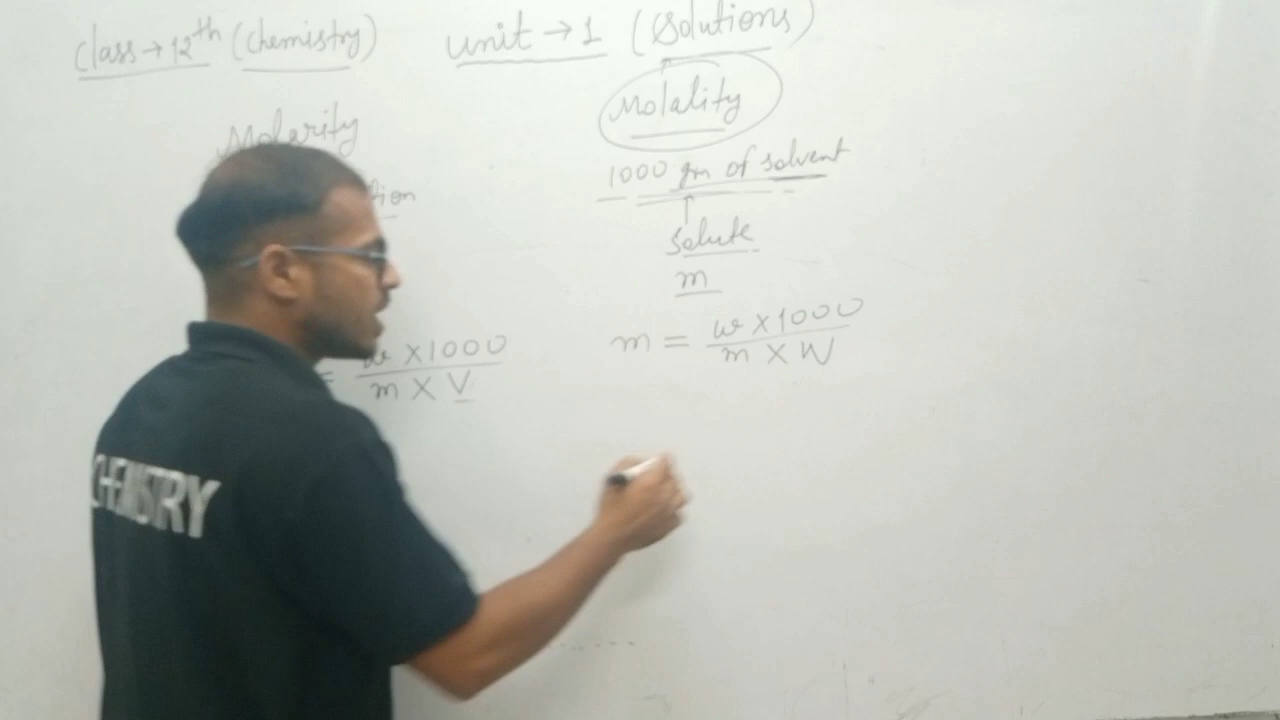 Class → 12th (Chemistry) unit → 1 (Solutions)
Molarity
Molality
1000 gm of solvent
solute
m
= w X 1000 / m X V
m = w X 1000 / m X W
CHEMISTRY